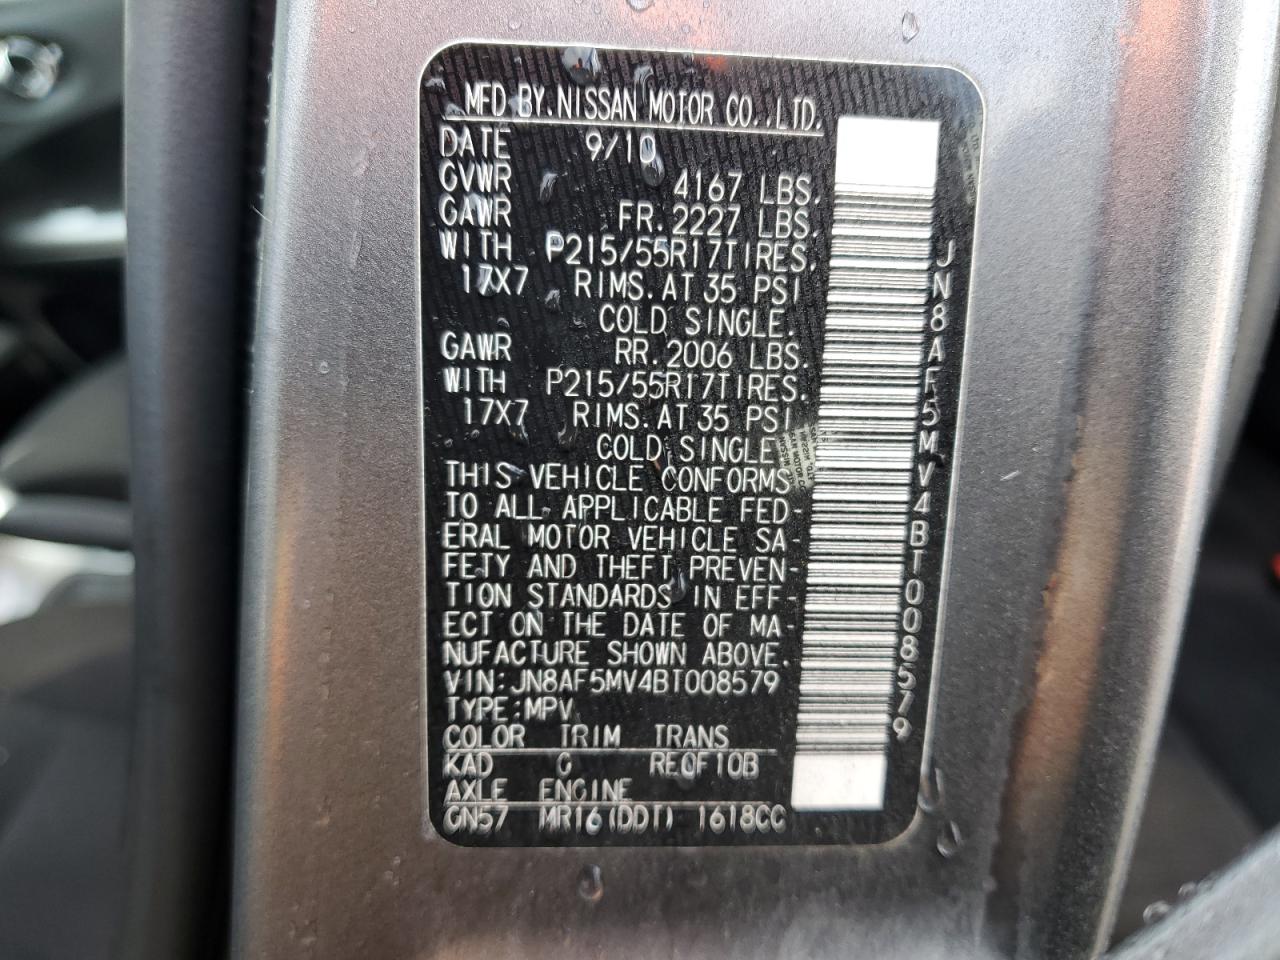 MFD BY.NISSAN MOTOR CO.,LTD.
DATE 9/10
GVWR 4167 LBS.
GAWR FR.2227 LBS.
WITH P215/55R17TIRES.
17X7 RIMS.AT 35 PSI
COLD SINGLE.
GAWR RR.2006 LBS.
WITH P215/55R17TIRES.
17X7 RIMS.AT 35 PSI
COLD SINGLE
THIS VEHICLE CONFORMS
TO ALL APPLICABLE FED-
ERAL MOTOR VEHICLE SA-
FETY AND THEFT PREVEN-
TION STANDARDS IN EFF-
ECT ON THE DATE OF MA-
NUFACTURE SHOWN ABOVE.
VIN:JN8AF5MV4BT008579
TYPE:MPV
COLOR TRIM TRANS
KAD G RE0F10B
AXLE ENGINE
GN57 MR16(DDT) 1618CC
JN8AF5MV4BT008579